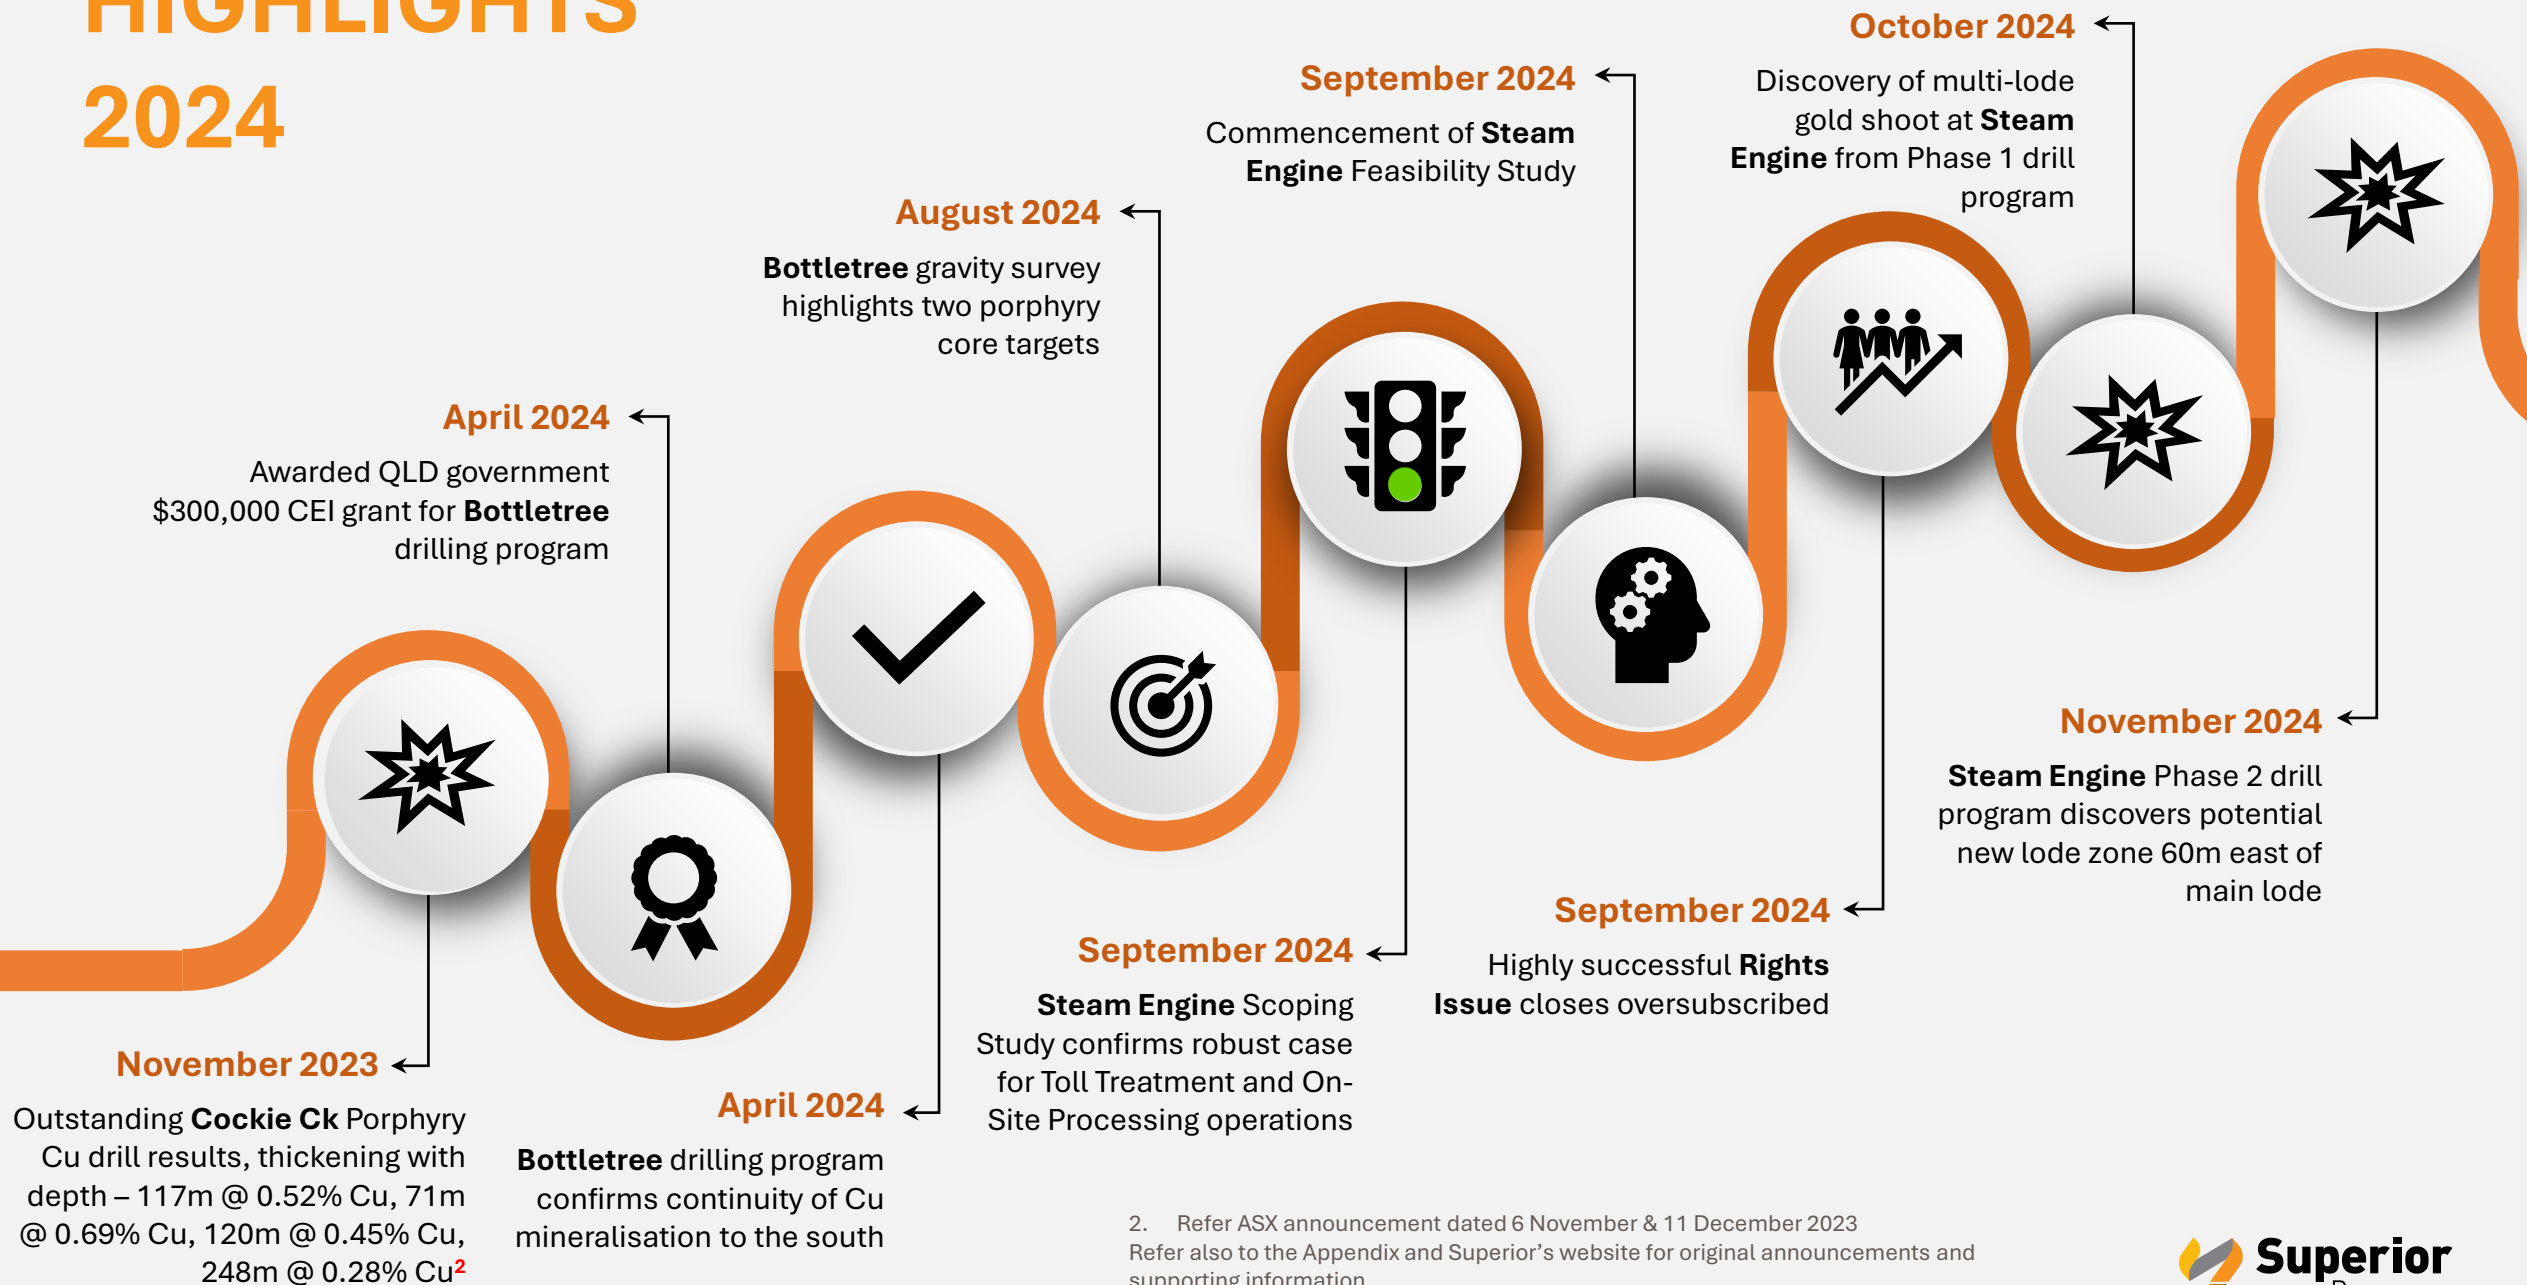 HIGHLIGHTS
2024
November 2023
Outstanding Cockie Ck Porphyry
Cu drill results, thickening with
depth – 117m @ 0.52% Cu, 71m
@ 0.69% Cu, 120m @ 0.45% Cu,
248m @ 0.28% Cu2
April 2024
Awarded QLD government
$300,000 CEI grant for Bottletree
drilling program
April 2024
Bottletree drilling program
confirms continuity of Cu
mineralisation to the south
August 2024
Bottletree gravity survey
highlights two porphyry
core targets
September 2024
Steam Engine Scoping
Study confirms robust case
for Toll Treatment and On-
Site Processing operations
September 2024
Commencement of Steam
Engine Feasibility Study
September 2024
Highly successful Rights
Issue closes oversubscribed
October 2024
Discovery of multi-lode
gold shoot at Steam
Engine from Phase 1 drill
program
November 2024
Steam Engine Phase 2 drill
program discovers potential
new lode zone 60m east of
main lode
2. Refer ASX announcement dated 6 November & 11 December 2023
Refer also to the Appendix and Superior's website for original announcements and
supporting information
Superior